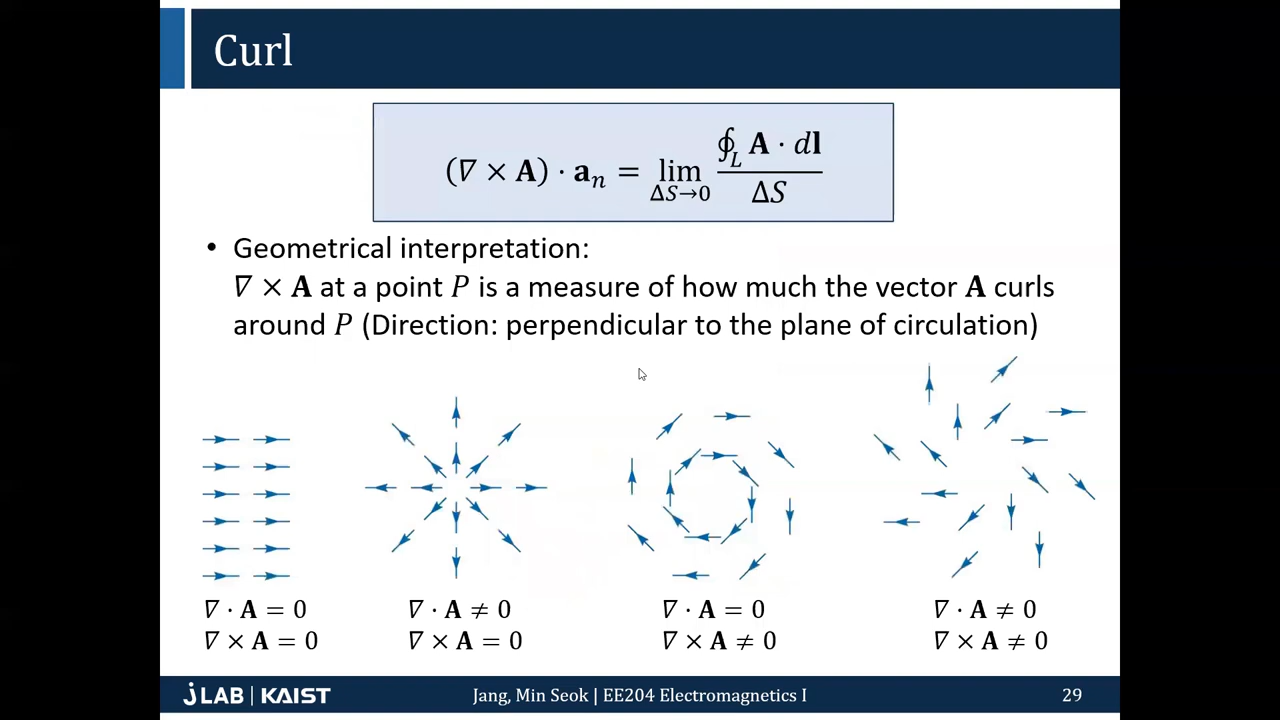 Curl
(∇ × A) · aₙ = lim_{ΔS→0} ∮_L A · dl / ΔS
• Geometrical interpretation:
∇ × A at a point P is a measure of how much the vector A curls
around P (Direction: perpendicular to the plane of circulation)
∇ · A = 0 ∇ · A ≠ 0 ∇ · A = 0 ∇ · A ≠ 0
∇ × A = 0 ∇ × A = 0 ∇ × A ≠ 0 ∇ × A ≠ 0
jLAB | KAIST Jang, Min Seok | EE204 Electromagnetics I 29